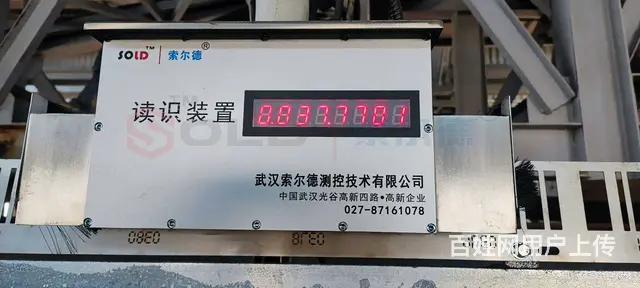 SOLD™ 索尔德®
读识装置
0.037.7701
武汉索尔德测控技术有限公司
中国武汉光谷高新四路•高新企业
027-87161078
百姓网用户上传